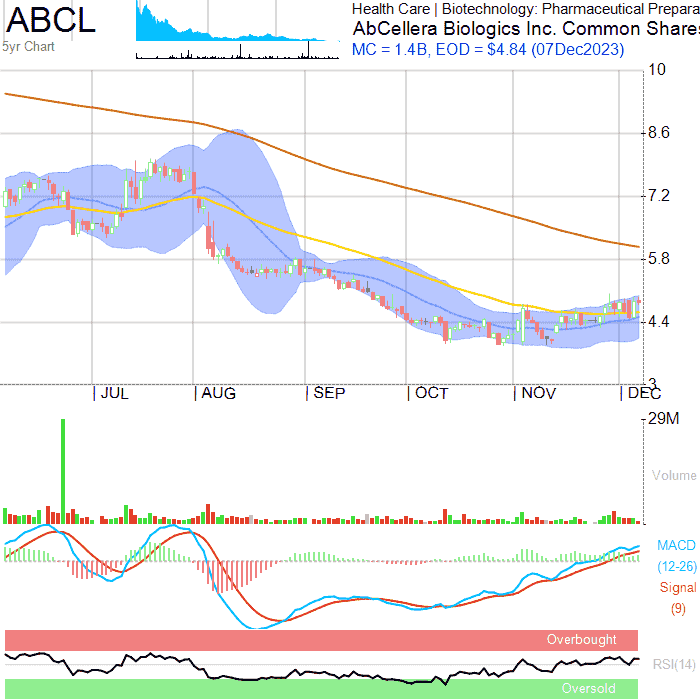 ABCL
5yr Chart
Health Care | Biotechnology: Pharmaceutical Prepara
AbCellera Biologics Inc. Common Shares
MC = 1.4B, EOD = $4.84 (07Dec2023)
10
8.6
7.2
5.8
4.4
3
JUL AUG SEP OCT NOV DEC
29M
Volume
MACD
(12-26)
Signal
(9)
Overbought
RSI(14)
Oversold